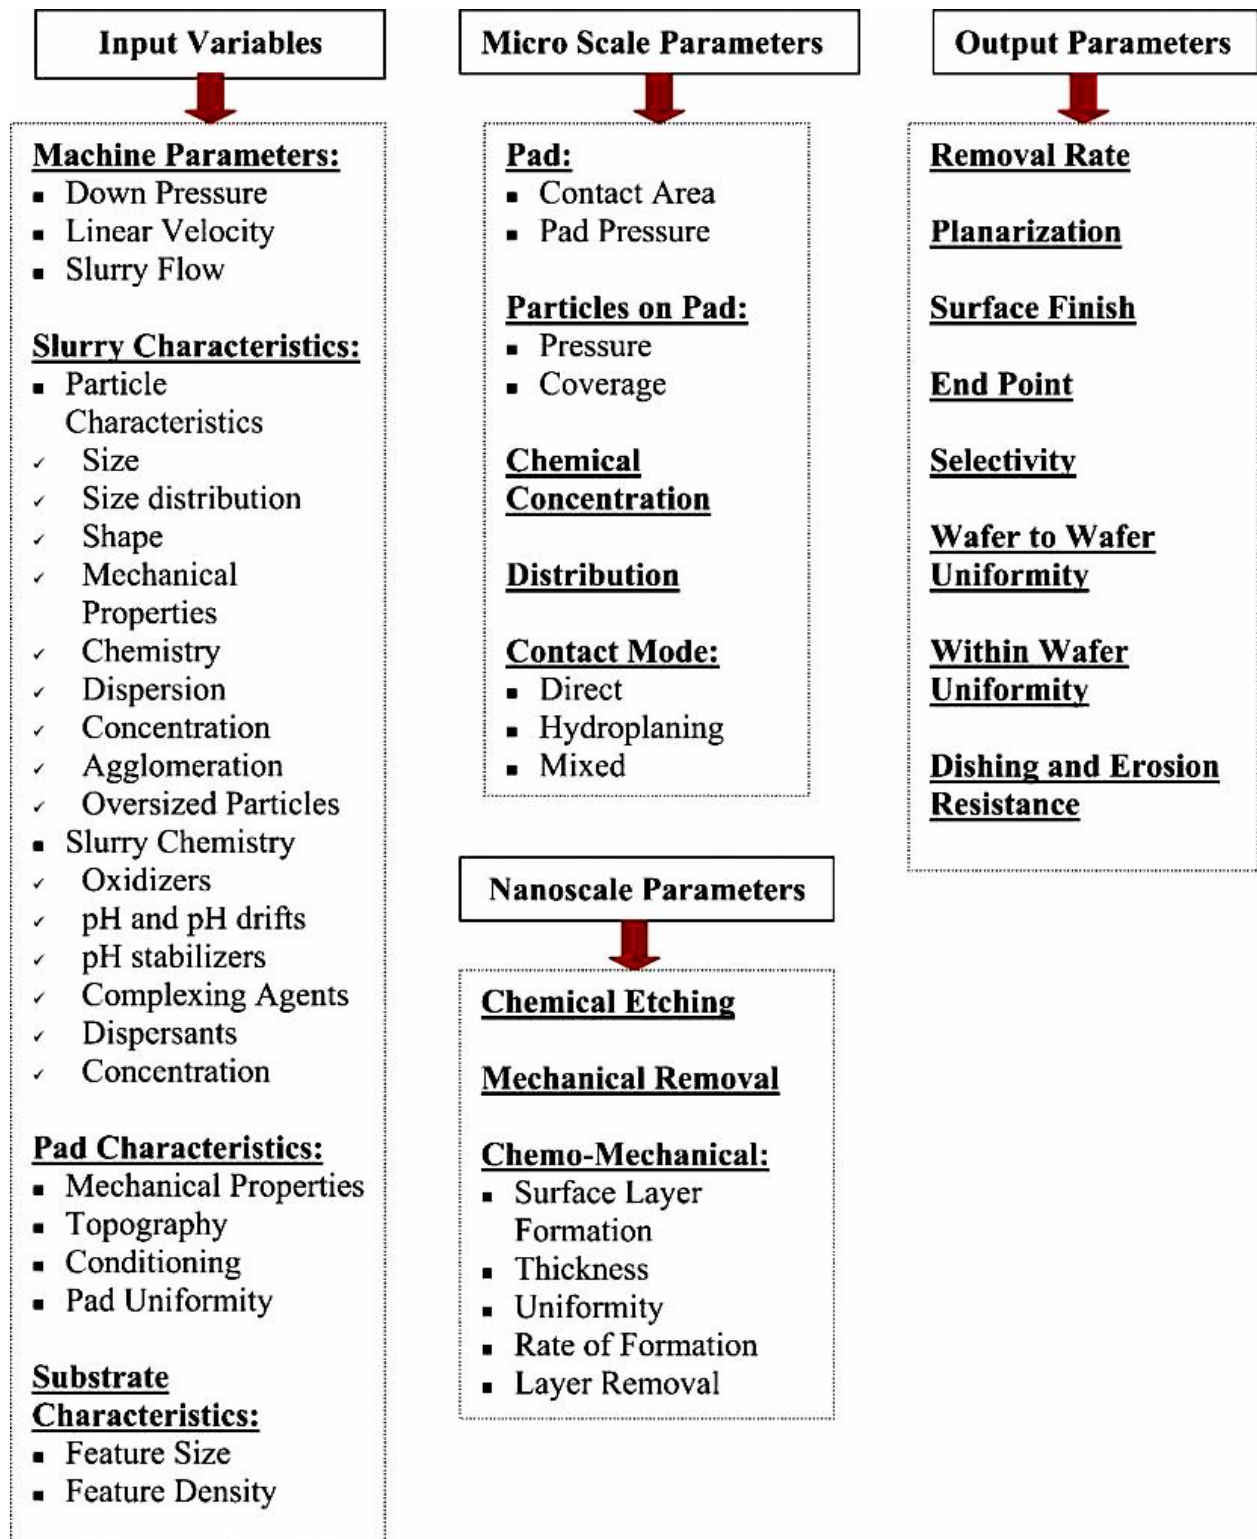 Input Variables
Machine Parameters:
▪ Down Pressure
▪ Linear Velocity
▪ Slurry Flow
Slurry Characteristics:
▪ Particle
Characteristics
✓ Size
✓ Size distribution
✓ Shape
✓ Mechanical
Properties
✓ Chemistry
✓ Dispersion
✓ Concentration
✓ Agglomeration
✓ Oversized Particles
▪ Slurry Chemistry
✓ Oxidizers
✓ pH and pH drifts
✓ pH stabilizers
✓ Complexing Agents
✓ Dispersants
✓ Concentration
Pad Characteristics:
▪ Mechanical Properties
▪ Topography
▪ Conditioning
▪ Pad Uniformity
Substrate
Characteristics:
▪ Feature Size
▪ Feature Density
Micro Scale Parameters
Pad:
▪ Contact Area
▪ Pad Pressure
Particles on Pad:
▪ Pressure
▪ Coverage
Chemical
Concentration
Distribution
Contact Mode:
▪ Direct
▪ Hydroplaning
▪ Mixed
Nanoscale Parameters
Chemical Etching
Mechanical Removal
Chemo-Mechanical:
▪ Surface Layer
Formation
▪ Thickness
▪ Uniformity
▪ Rate of Formation
▪ Layer Removal
Output Parameters
Removal Rate
Planarization
Surface Finish
End Point
Selectivity
Wafer to Wafer
Uniformity
Within Wafer
Uniformity
Dishing and Erosion
Resistance